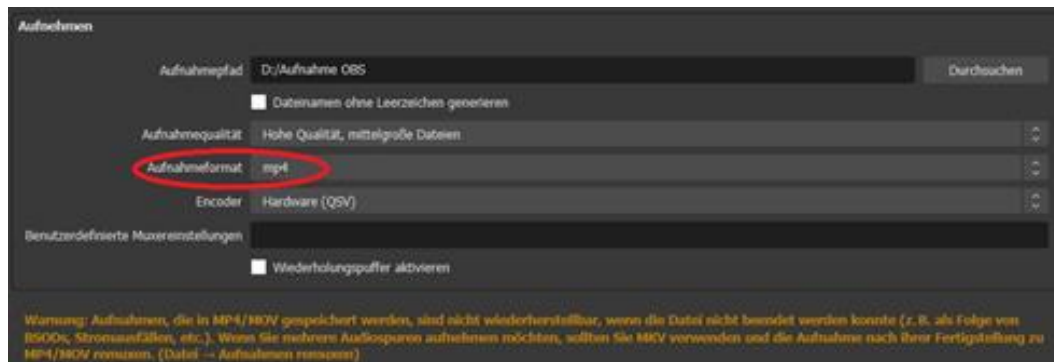 Aufnehmen
Aufnahmepfad D:/Aufnahme OBS Durchsuchen
Dateinamen ohne Leerzeichen generieren
Aufnahmequalität Hohe Qualität, mittelgroße Dateien
Aufnahmeformat mp4
Encoder Hardware (QSV)
Benutzerdefinierte Muxereinstellungen
Wiederholungspuffer aktivieren
Warnung: Aufnahmen, die in MP4/MOV gespeichert werden, sind nicht wiederherstellbar, wenn die Datei nicht beendet werden konnte (z. B. als Folge von
BSODs, Stromausfällen, etc.). Wenn Sie mehrere Audiospuren aufnehmen möchten, sollten Sie MKV verwenden und die Aufnahme nach ihrer Fertigstellung zu
MP4/MOV remuxen. (Datei → Aufnahmen remuxen)